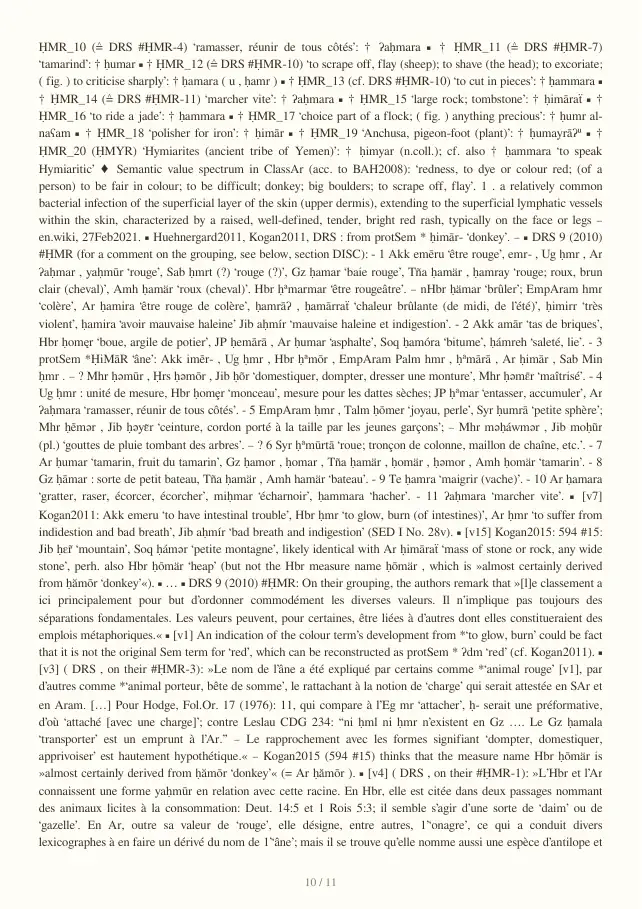 ḤMR_10 (≙ DRS #ḤMR-4) ‘ramasser, réunir de tous côtés’: † ʔaḥmara ▪ † ḤMR_11 (≙ DRS #ḤMR-7)
‘tamarind’: † ḥumar ▪ † ḤMR_12 (≙ DRS #ḤMR-10) ‘to scrape off, flay (sheep); to shave (the head); to excoriate;
( fig. ) to criticise sharply’: † ḥamara ( u , ḥamr ) ▪ † ḤMR_13 (cf. DRS #ḤMR-10) ‘to cut in pieces’: † ḥammara ▪
† ḤMR_14 (≙ DRS #ḤMR-11) ‘marcher vite’: † ʔaḥmara ▪ † ḤMR_15 ‘large rock; tombstone’: † ḥimāraẗ ▪ †
ḤMR_16 ‘to ride a jade’: † ḥammara ▪ † ḤMR_17 ‘choice part of a flock; ( fig. ) anything precious’: † ḥumr al-
naʕam ▪ † ḤMR_18 ‘polisher for iron’: † ḥimār ▪ † ḤMR_19 ‘Anchusa, pigeon-foot (plant)’: † ḥumayrāʔᵘ ▪ †
ḤMR_20 (ḤMYR) ‘Hymiarites (ancient tribe of Yemen)’: † ḥimyar (n.coll.); cf. also † ḥammara ‘to speak
Hymiaritic’ ♦ Semantic value spectrum in ClassAr (acc. to BAH2008): ‘redness, to dye or colour red; (of a
person) to be fair in colour; to be difficult; donkey; big boulders; to scrape off, flay’. 1 . a relatively common
bacterial infection of the superficial layer of the skin (upper dermis), extending to the superficial lymphatic vessels
within the skin, characterized by a raised, well-defined, tender, bright red rash, typically on the face or legs –
en.wiki, 27Feb2021. ▪ Huehnergard2011, Kogan2011, DRS : from protSem * ḥimār- ‘donkey’. – ▪ DRS 9 (2010)
#ḤMR (for a comment on the grouping, see below, section DISC): - 1 Akk emēru ‘être rouge’, emr- , Ug ḥmr , Ar
ʔaḥmar , yaḥmūr ‘rouge’, Sab ḥmrt (?) ‘rouge (?)’, Gz ḥamar ‘baie rouge’, Tña ḥamär , ḥamray ‘rouge; roux, brun
clair (cheval)’, Amh ḥamär ‘roux (cheval)’. Hbr ḥᵃmarmar ‘être rougeâtre’. – nHbr ḥämar ‘brûler’; EmpAram hmr
‘colère’, Ar ḥamira ‘être rouge de colère’, ḥamrāʔ , ḥamārraẗ ‘chaleur brûlante (de midi, de l’été)’, ḥimirr ‘très
violent’, ḥamira ‘avoir mauvaise haleine’ Jib aḥmír ‘mauvaise haleine et indigestion’. - 2 Akk amār ‘tas de briques’,
Hbr ḥomęr ‘boue, argile de potier’, JP ḥemārā , Ar ḥumar ‘asphalte’, Soq ḥamóra ‘bitume’, ḥámreh ‘saleté, lie’. - 3
protSem *ḤiMāR ‘âne’: Akk imēr- , Ug ḥmr , Hbr ḥᵃmōr , EmpAram Palm hmr , ḥᵃmārā , Ar ḥimār , Sab Min
ḥmr . – ? Mhr ḥəmūr , Ḥrs ḥəmōr , Jib ḥõr ‘domestiquer, dompter, dresser une monture’, Mhr ḥəmɛ̄r ‘maîtrisé’. - 4
Ug ḥmr : unité de mesure, Hbr ḥomęr ‘monceau’, mesure pour les dattes sèches; JP ḥᵃmar ‘entasser, accumuler’, Ar
ʔaḥmara ‘ramasser, réunir de tous côtés’. - 5 EmpAram ḥmr , Talm ḥōmer ‘joyau, perle’, Syr ḥumrā ‘petite sphère’;
Mhr ḥēmər , Jib ḥəyɛ̄r ‘ceinture, cordon porté à la taille par les jeunes garçons’; – Mhr məḥáwmər , Jib moḥũr
(pl.) ‘gouttes de pluie tombant des arbres’. – ? 6 Syr ḥᵃmūrtā ‘roue; tronçon de colonne, maillon de chaîne, etc.’. - 7
Ar ḥumar ‘tamarin, fruit du tamarin’, Gz ḥamor , ḥomar , Tña ḥamär , ḥomär , ḥəmor , Amh ḥomär ‘tamarin’. - 8
Gz ḥāmar : sorte de petit bateau, Tña ḥamär , Amh hamär ‘bateau’. - 9 Te ḥamra ‘maigrir (vache)’. - 10 Ar ḥamara
‘gratter, raser, écorcer, écorcher’, miḥmar ‘écharnoir’, ḥammara ‘hacher’. - 11 ʔaḥmara ‘marcher vite’. ▪ [v7]
Kogan2011: Akk emeru ‘to have intestinal trouble’, Hbr ḥmr ‘to glow, burn (of intestines)’, Ar ḥmr ‘to suffer from
indidestion and bad breath’, Jib aḥmír ‘bad breath and indigestion’ (SED I No. 28v). ▪ [v15] Kogan2015: 594 #15:
Jib ḥɛr̃ ‘mountain’, Soq ḥámər ‘petite montagne’, likely identical with Ar ḥimāraẗ ‘mass of stone or rock, any wide
stone’, perh. also Hbr ḥōmär ‘heap’ (but not the Hbr measure name ḥōmär , which is »almost certainly derived
from ḥămōr ‘donkey’«). ▪ … ▪ DRS 9 (2010) #ḤMR: On their grouping, the authors remark that »[l]e classement a
ici principalement pour but d’ordonner commodément les diverses valeurs. Il n’implique pas toujours des
séparations fondamentales. Les valeurs peuvent, pour certaines, être liées à d’autres dont elles constitueraient des
emplois métaphoriques.« ▪ [v1] An indication of the colour term’s development from *‘to glow, burn’ could be fact
that it is not the original Sem term for ‘red’, which can be reconstructed as protSem * ʔdm ‘red’ (cf. Kogan2011). ▪
[v3] ( DRS , on their #ḤMR-3): »Le nom de l’âne a été expliqué par certains comme *‘animal rouge’ [v1], par
d’autres comme *‘animal porteur, bête de somme’, le rattachant à la notion de ‘charge’ qui serait attestée en SAr et
en Aram. […] Pour Hodge, Fol.Or. 17 (1976): 11, qui compare à l’Eg mr ‘attacher’, ḥ- serait une préformative,
d’où ‘attaché [avec une charge]’; contre Leslau CDG 234: “ni ḥml ni ḥmr n’existent en Gz …. Le Gz ḥamala
‘transporter’ est un emprunt à l’Ar.” – Le rapprochement avec les formes signifiant ‘dompter, domestiquer,
apprivoiser’ est hautement hypothétique.« – Kogan2015 (594 #15) thinks that the measure name Hbr ḥōmär is
»almost certainly derived from ḥămōr ‘donkey’« (= Ar ḥămōr ). ▪ [v4] ( DRS , on their #ḤMR-1): »L’Hbr et l’Ar
connaissent une forme yaḥmūr en relation avec cette racine. En Hbr, elle est citée dans deux passages nommant
des animaux licites à la consommation: Deut. 14:5 et 1 Rois 5:3; il semble s’agir d’une sorte de ‘daim’ ou de
‘gazelle’. En Ar, outre sa valeur de ‘rouge’, elle désigne, entre autres, 1’‘onagre’, ce qui a conduit divers
lexicographes à en faire un dérivé du nom de 1’‘âne’; mais il se trouve qu’elle nomme aussi une espèce d’antilope et
10 / 11